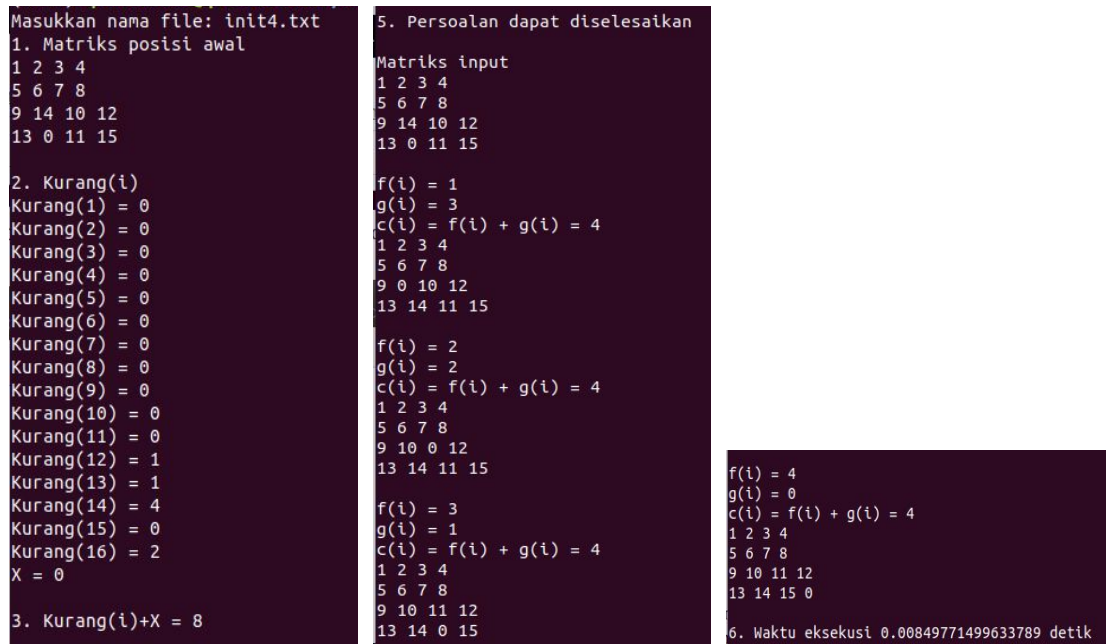 Masukkan nama file: init4.txt
1. Matriks posisi awal
1 2 3 4
5 6 7 8
9 14 10 12
13 0 11 15
2. Kurang(i)
Kurang(1) = 0
Kurang(2) = 0
Kurang(3) = 0
Kurang(4) = 0
Kurang(5) = 0
Kurang(6) = 0
Kurang(7) = 0
Kurang(8) = 0
Kurang(9) = 0
Kurang(10) = 0
Kurang(11) = 0
Kurang(12) = 1
Kurang(13) = 1
Kurang(14) = 4
Kurang(15) = 0
Kurang(16) = 2
X = 0
3. Kurang(i)+X = 8
5. Persoalan dapat diselesaikan
Matriks input
1 2 3 4
5 6 7 8
9 14 10 12
13 0 11 15
f(i) = 1
g(i) = 3
c(i) = f(i) + g(i) = 4
1 2 3 4
5 6 7 8
9 0 10 12
13 14 11 15
f(i) = 2
g(i) = 2
c(i) = f(i) + g(i) = 4
1 2 3 4
5 6 7 8
9 10 0 12
13 14 11 15
f(i) = 3
g(i) = 1
c(i) = f(i) + g(i) = 4
1 2 3 4
5 6 7 8
9 10 11 12
13 14 0 15
f(i) = 4
g(i) = 0
c(i) = f(i) + g(i) = 4
1 2 3 4
5 6 7 8
9 10 11 12
13 14 15 0
6. Waktu eksekusi 0.00849771499633789 detik